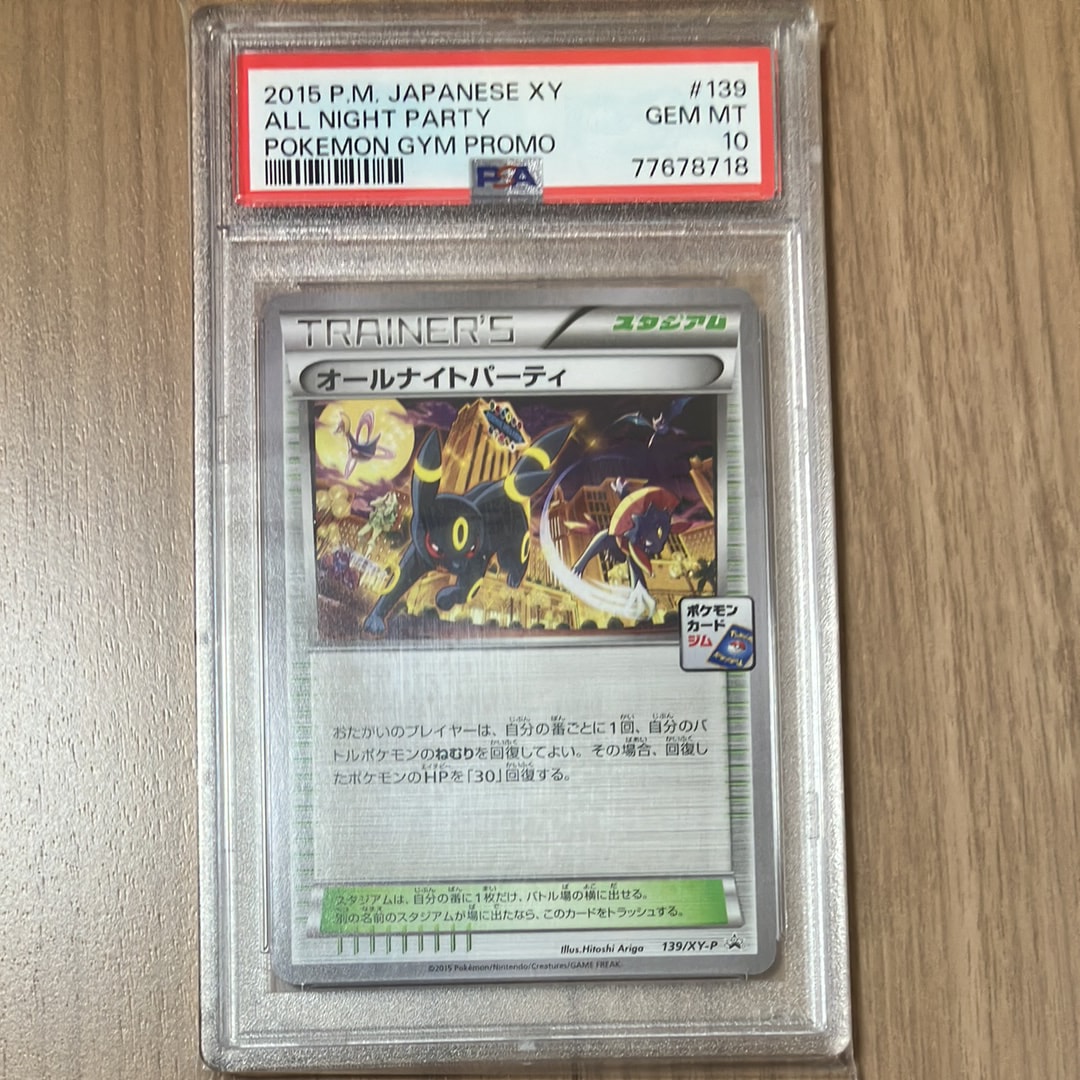 2015 P.M. JAPANESE XY #139
ALL NIGHT PARTY GEM MT
POKEMON GYM PROMO 10
PSA 77678718
TRAINER'S スタジアム
オールナイトパーティ
ポケモン
カード
ジム
おたがいのプレイヤーは、自分の番ごとに1回、自分のバ
トルポケモンのねむりを回復してよい。その場合、回復し
たポケモンのHPを「30」回復する。
スタジアムは、自分の番に1枚だけ、バトル場の横に出せる。
別の名前のスタジアムが場に出たなら、このカードをトラッシュする。
Illus.Hitoshi Ariga 139/XY-P
©2015 Pokémon/Nintendo/Creatures/GAME FREAK.